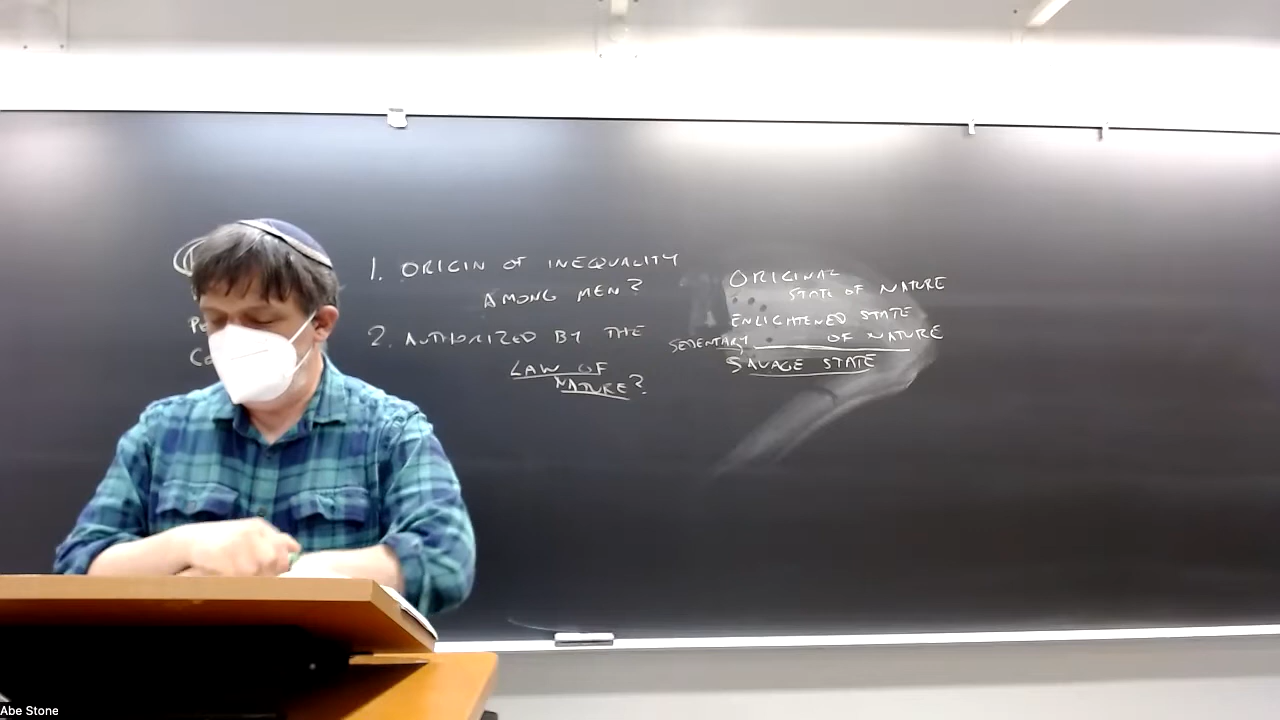 1. ORIGIN OF INEQUALITY
AMONG MEN?
2. AUTHORIZED BY THE
LAW OF
NATURE?
ORIGINAL
STATE OF NATURE
ENLIGHTENED STATE
OF NATURE
SEDENTARY
SAVAGE STATE
Abe Stone